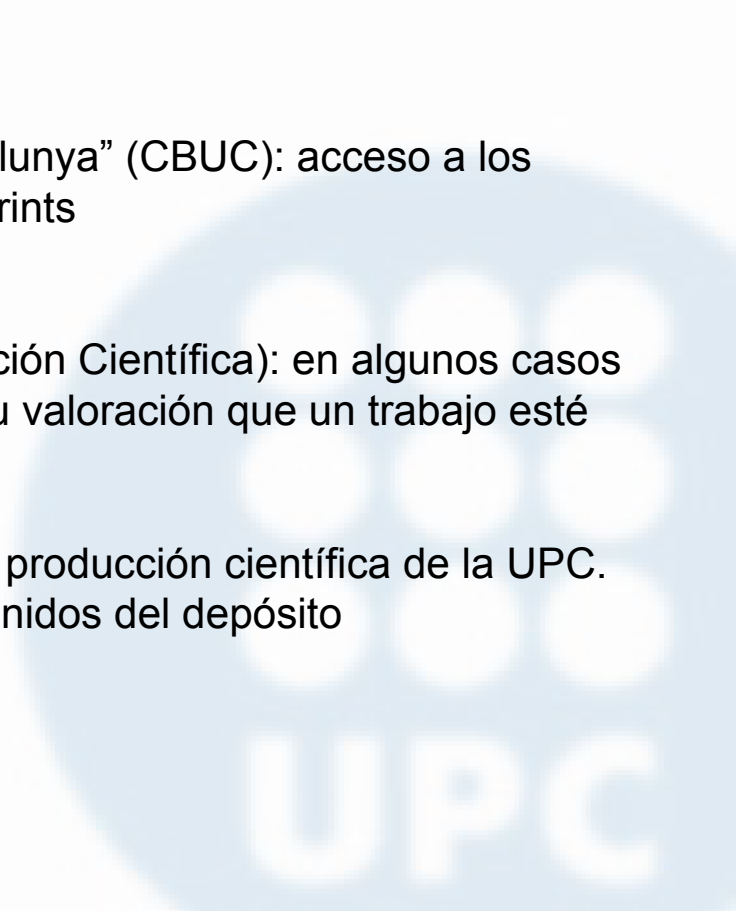 lunya” (CBUC): acceso a los
rints
ción Científica): en algunos casos
u valoración que un trabajo esté
producción científica de la UPC.
nidos del depósito
UPC